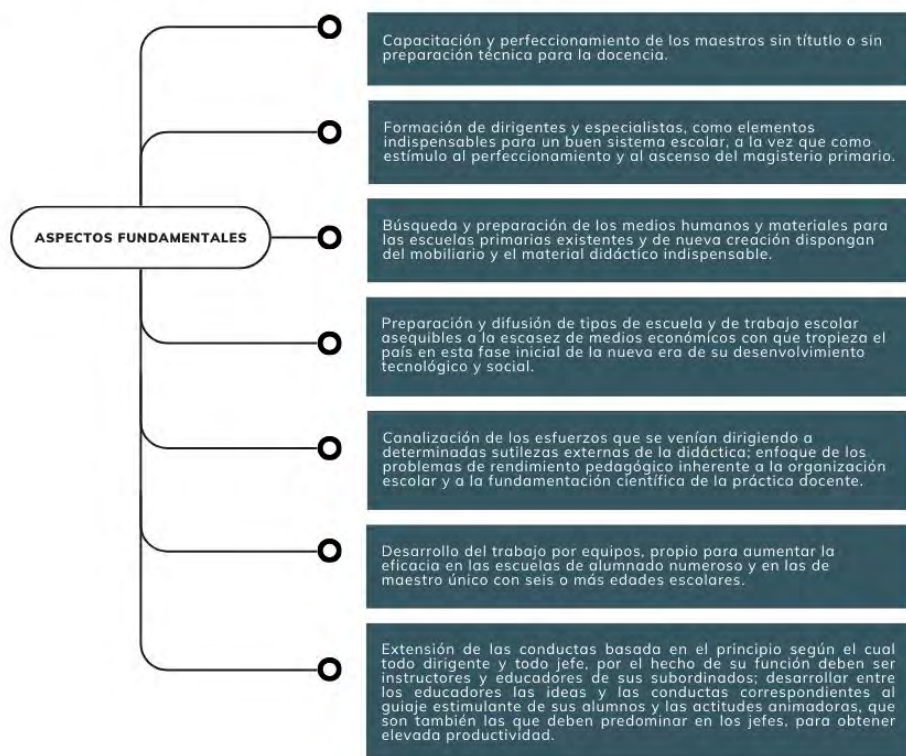 Capacitación y perfeccionamiento de los maestros sin títutlo o sin
preparación técnica para la docencia.
Formación de dirigentes y especialistas, como elementos
indispensables para un buen sistema escolar, a la vez que como
estímulo al perfeccionamiento y al ascenso del magisterio primario.
ASPECTOS FUNDAMENTALES
Búsqueda y preparación de los medios humanos y materiales para
las escuelas primarias existentes y de nueva creación dispongan
del mobiliario y el material didáctico indispensable.
Preparación y difusión de tipos de escuela y de trabajo escolar
asequibles a la escasez de medios económicos con que tropieza el
país en esta fase inicial de la nueva era de su desenvolvimiento
tecnológico y social.
Canalización de los esfuerzos que se venían dirigiendo a
determinadas sutilezas externas de la didáctica; enfoque de los
problemas de rendimiento pedagógico inherente a la organización
escolar y a la fundamentación científica de la práctica docente.
Desarrollo del trabajo por equipos, propio para aumentar la
eficacia en las escuelas de alumnado numeroso y en las de
maestro único con seis o más edades escolares.
Extensión de las conductas basada en el principio según el cual
todo dirigente y todo jefe, por el hecho de su función deben ser
instructores y educadores de sus subordinados; desarrollar entre
los educadores las ideas y las conductas correspondientes al
guiaje estimulante de sus alumnos y las actitudes animadoras, que
son también las que deben predominar en los jefes, para obtener
elevada productividad.